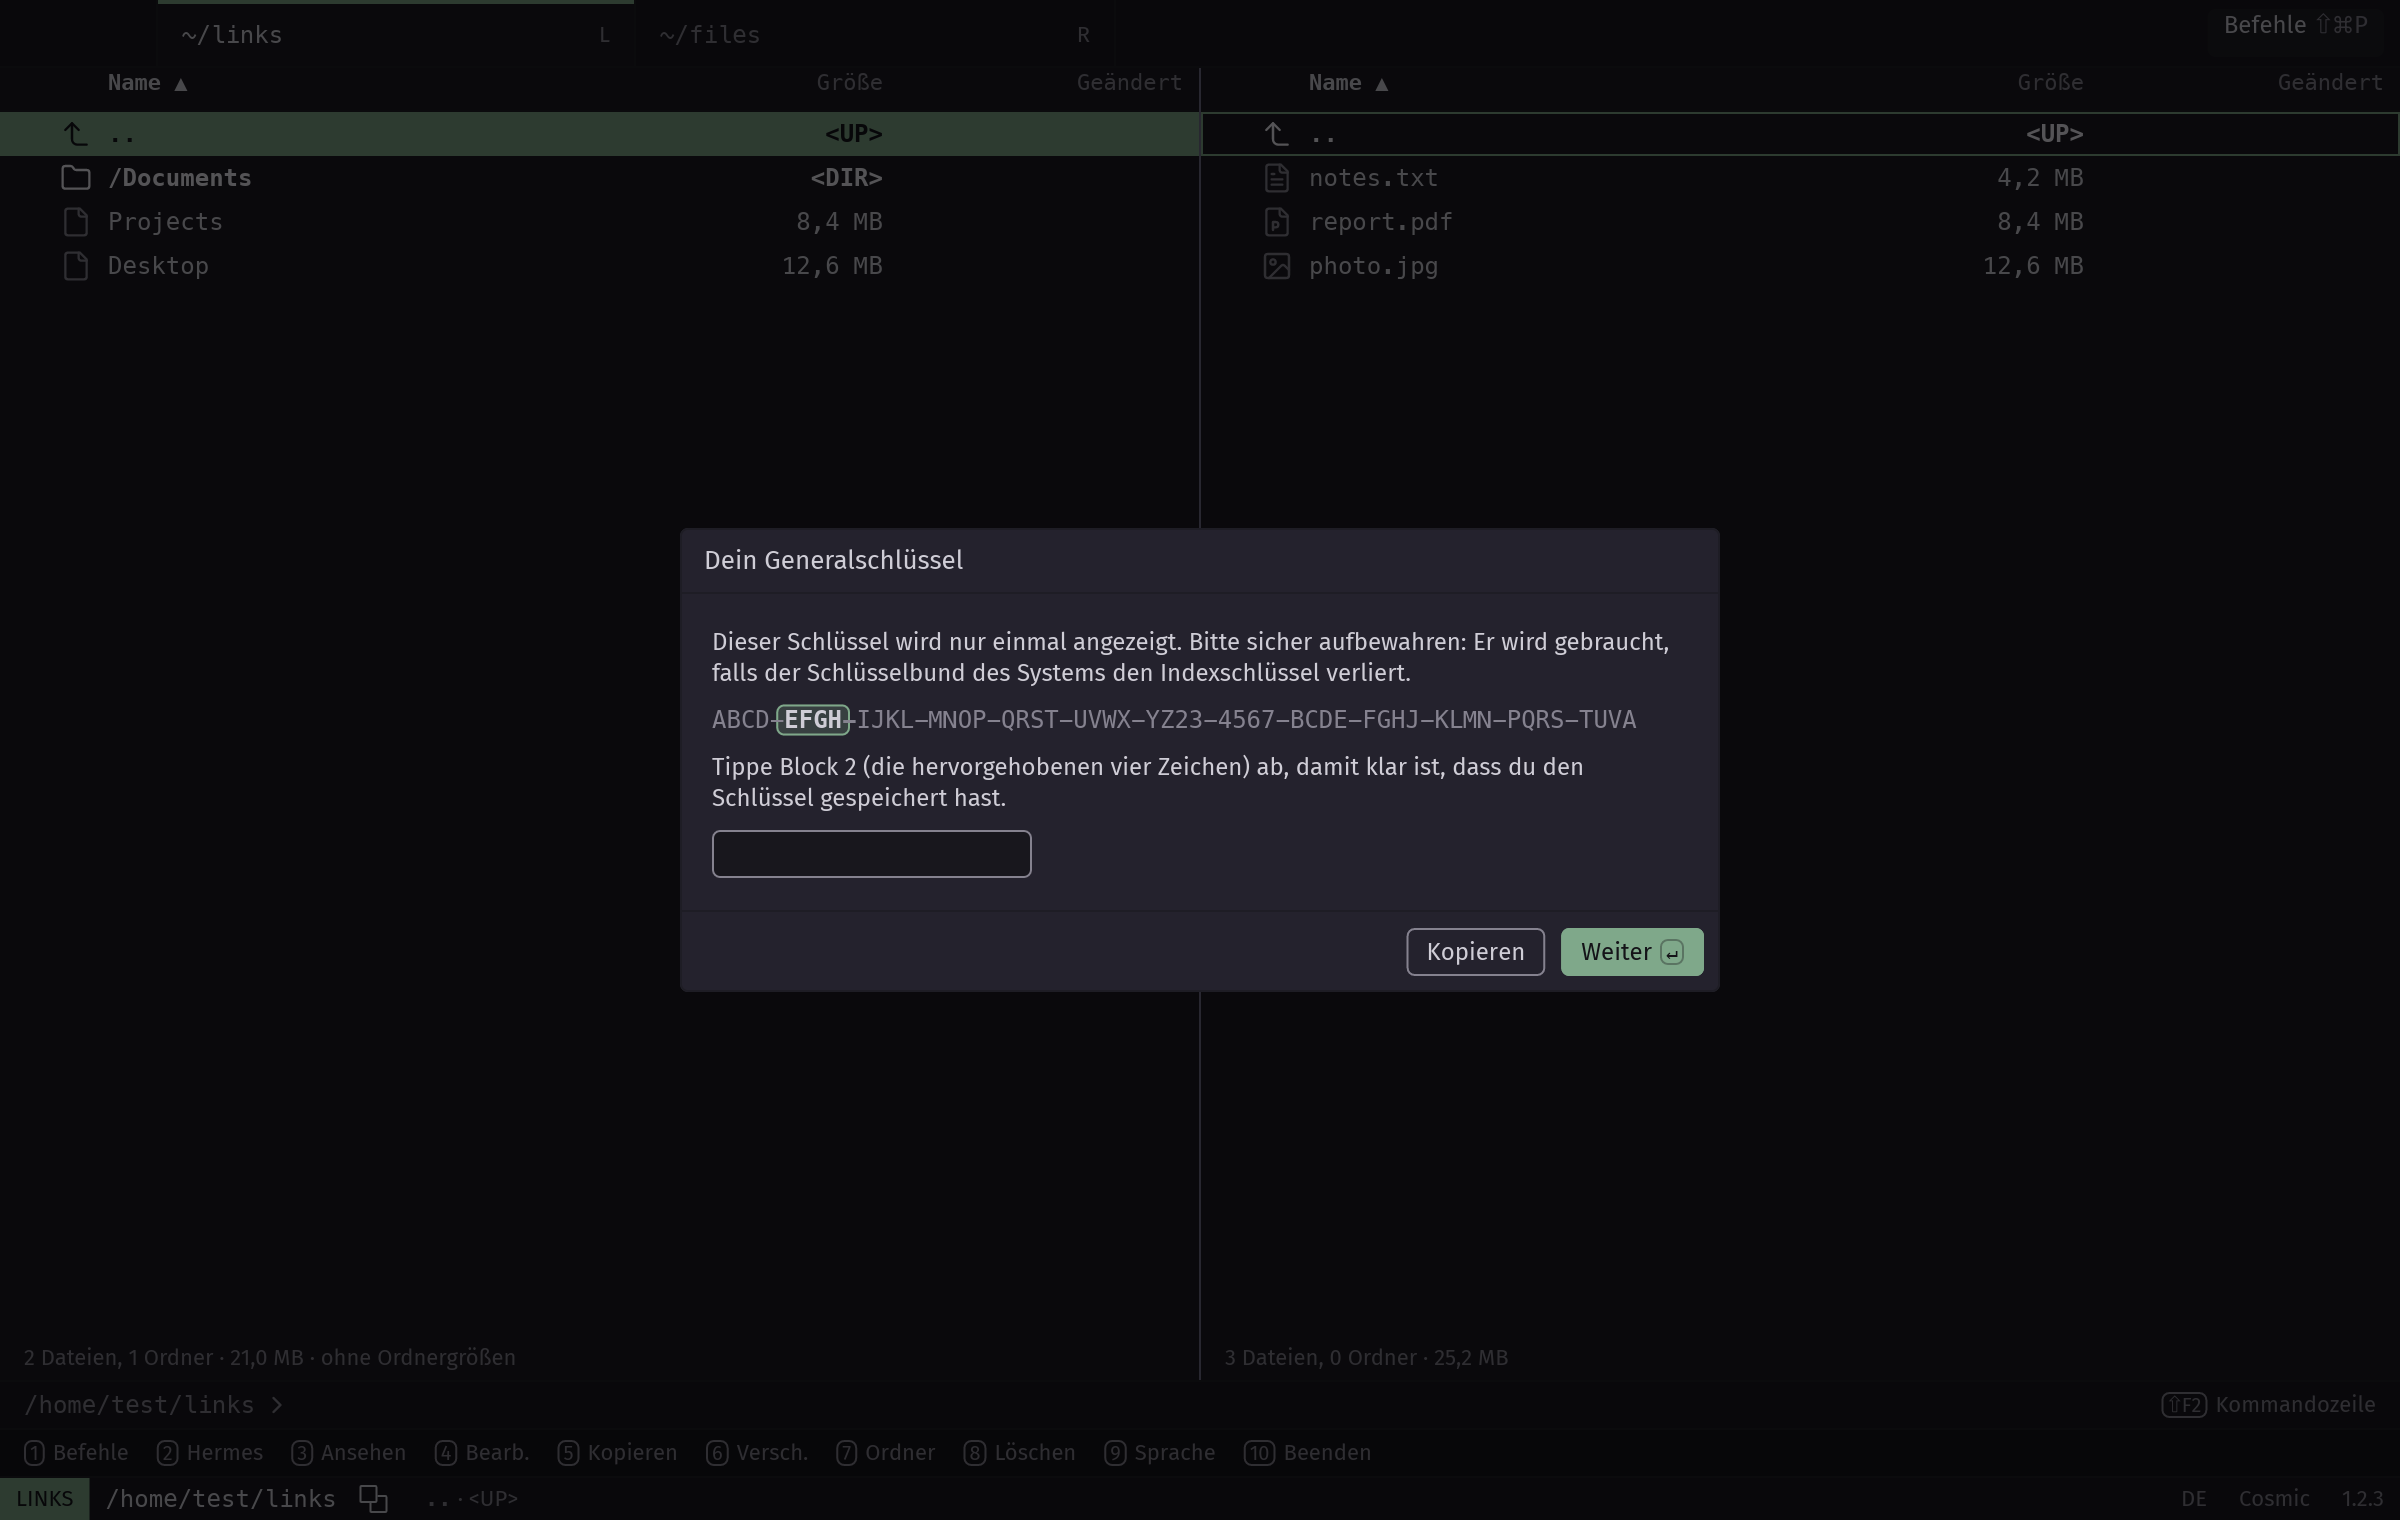 ~/links L ~/files R Befehle ⇧⌘P
Name ▲ Größe Geändert Name ▲ Größe Geändert
.. <UP> .. <UP>
/Documents <DIR> notes.txt 4,2 MB
Projects 8,4 MB report.pdf 8,4 MB
Desktop 12,6 MB photo.jpg 12,6 MB
Dein Generalschlüssel
Dieser Schlüssel wird nur einmal angezeigt. Bitte sicher aufbewahren: Er wird gebraucht,
falls der Schlüsselbund des Systems den Indexschlüssel verliert.
ABCD–EFGH–IJKL–MNOP–QRST–UVWX–YZ23–4567–BCDE–FGHJ–KLMN–PQRS–TUVA
Tippe Block 2 (die hervorgehobenen vier Zeichen) ab, damit klar ist, dass du den
Schlüssel gespeichert hast.
Kopieren Weiter ↵
2 Dateien, 1 Ordner · 21,0 MB · ohne Ordnergrößen 3 Dateien, 0 Ordner · 25,2 MB
/home/test/links > ⇧F2 Kommandozeile
1 Befehle 2 Hermes 3 Ansehen 4 Bearb. 5 Kopieren 6 Versch. 7 Ordner 8 Löschen 9 Sprache 10 Beenden
LINKS /home/test/links .. · <UP> DE Cosmic 1.2.3